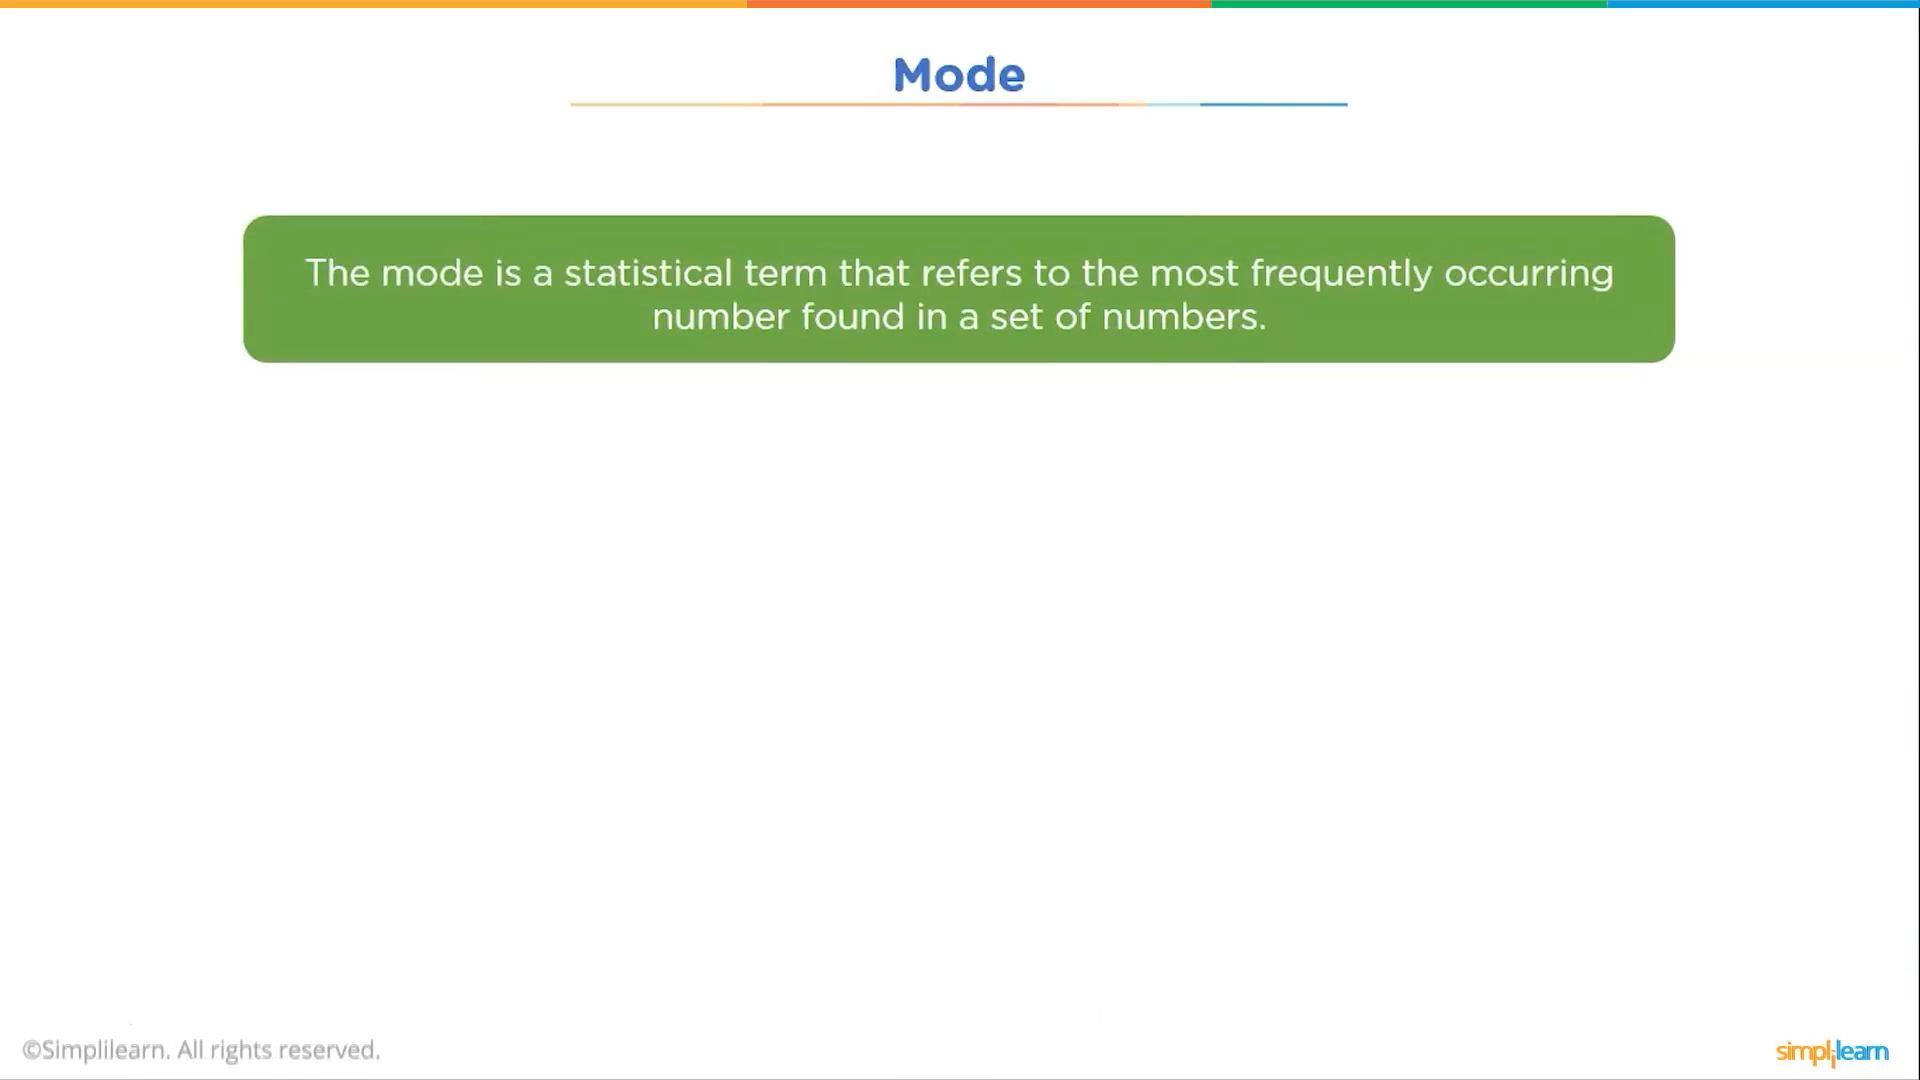 Mode
The mode is a statistical term that refers to the most frequently occurring
number found in a set of numbers.
©Simplilearn. All rights reserved.
simplilearn